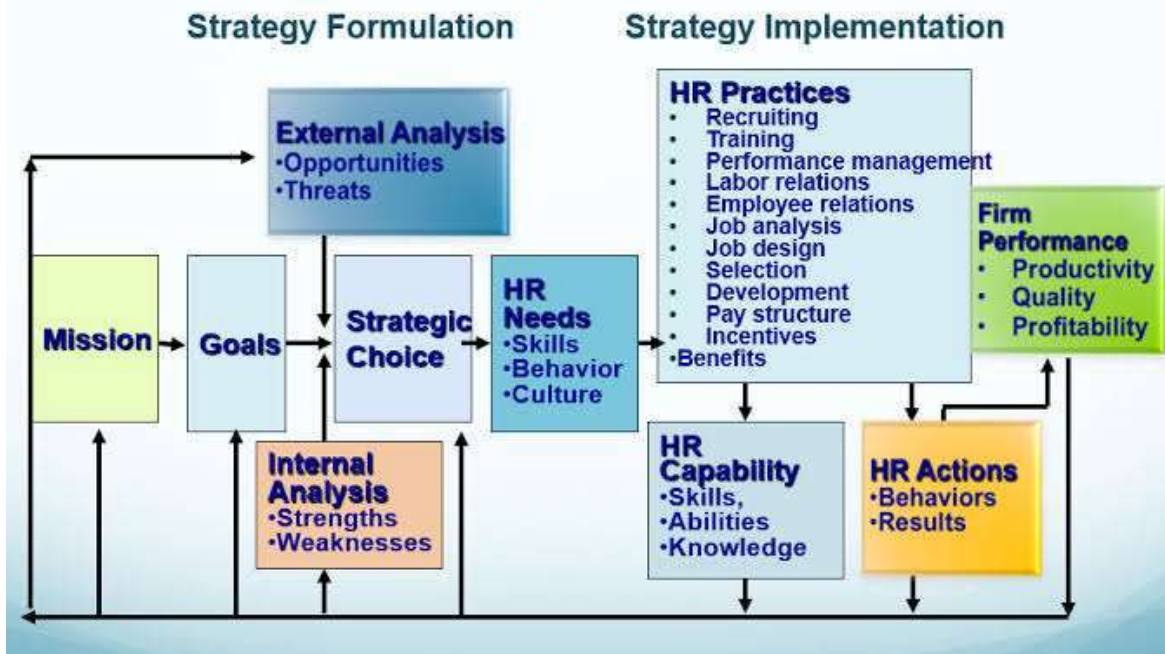 Strategy Formulation
Strategy Implementation
External Analysis
•Opportunities
•Threats
Mission
Goals
Strategic
Choice
Internal
Analysis
•Strengths
•Weaknesses
HR
Needs
•Skills
•Behavior
•Culture
HR Practices
• Recruiting
• Training
• Performance management
• Labor relations
• Employee relations
• Job analysis
• Job design
• Selection
• Development
• Pay structure
• Incentives
•Benefits
HR
Capability
•Skills,
•Abilities
•Knowledge
HR Actions
•Behaviors
•Results
Firm
Performance
• Productivity
• Quality
• Profitability